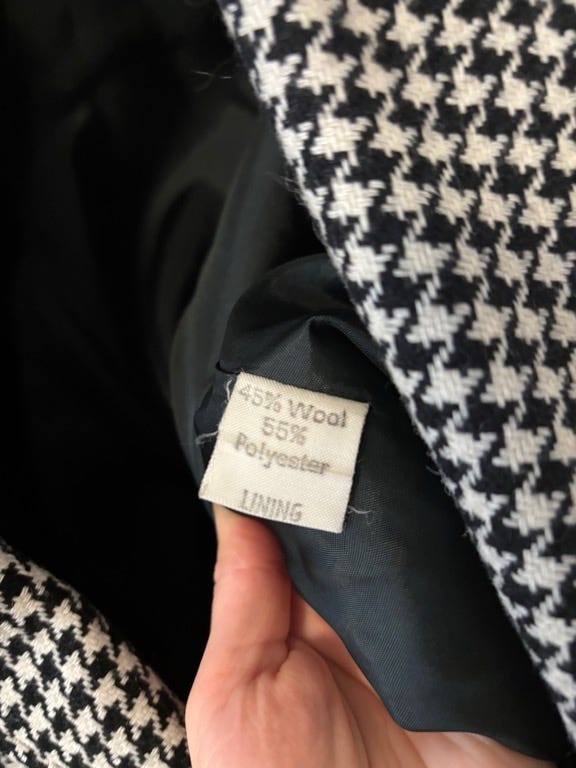 45% Wool
55%
Polyester
LINING